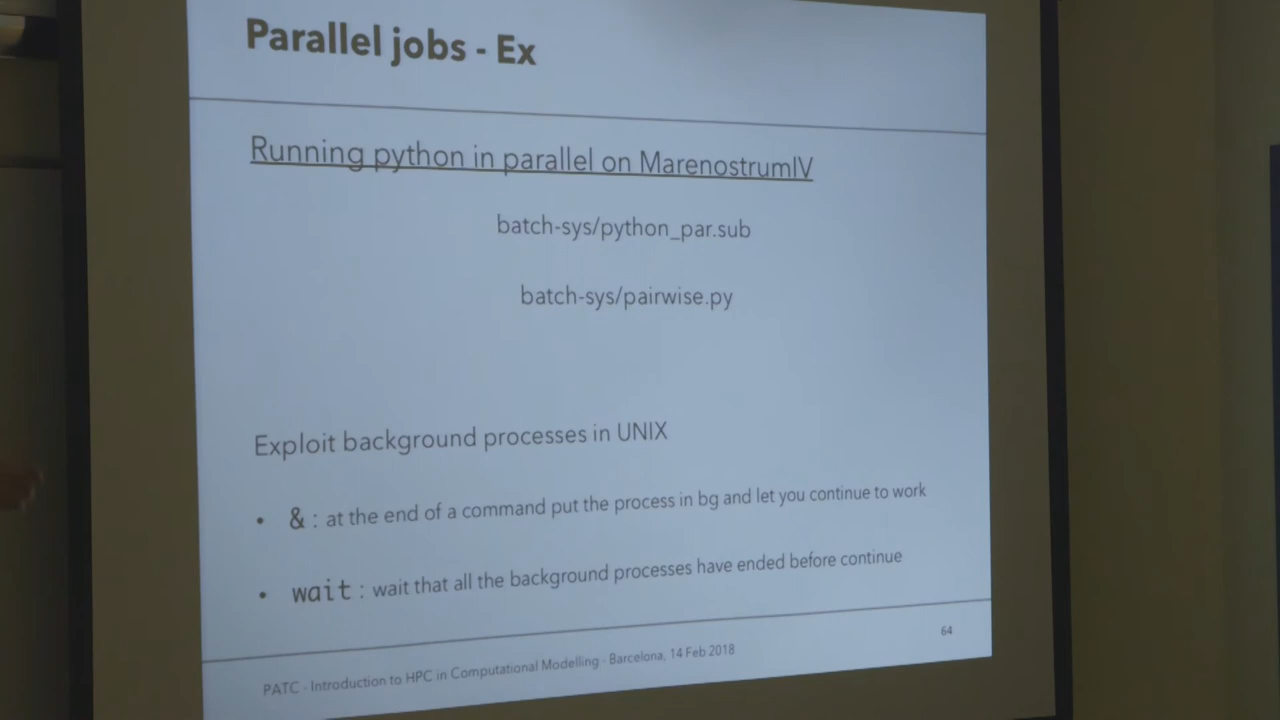 Parallel jobs - Ex
Running python in parallel on MarenostrumIV
batch-sys/python_par.sub
batch-sys/pairwise.py
Exploit background processes in UNIX
• & : at the end of a command put the process in bg and let you continue to work
• wait : wait that all the background processes have ended before continue
64
PATC - Introduction to HPC in Computational Modelling - Barcelona, 14 Feb 2018